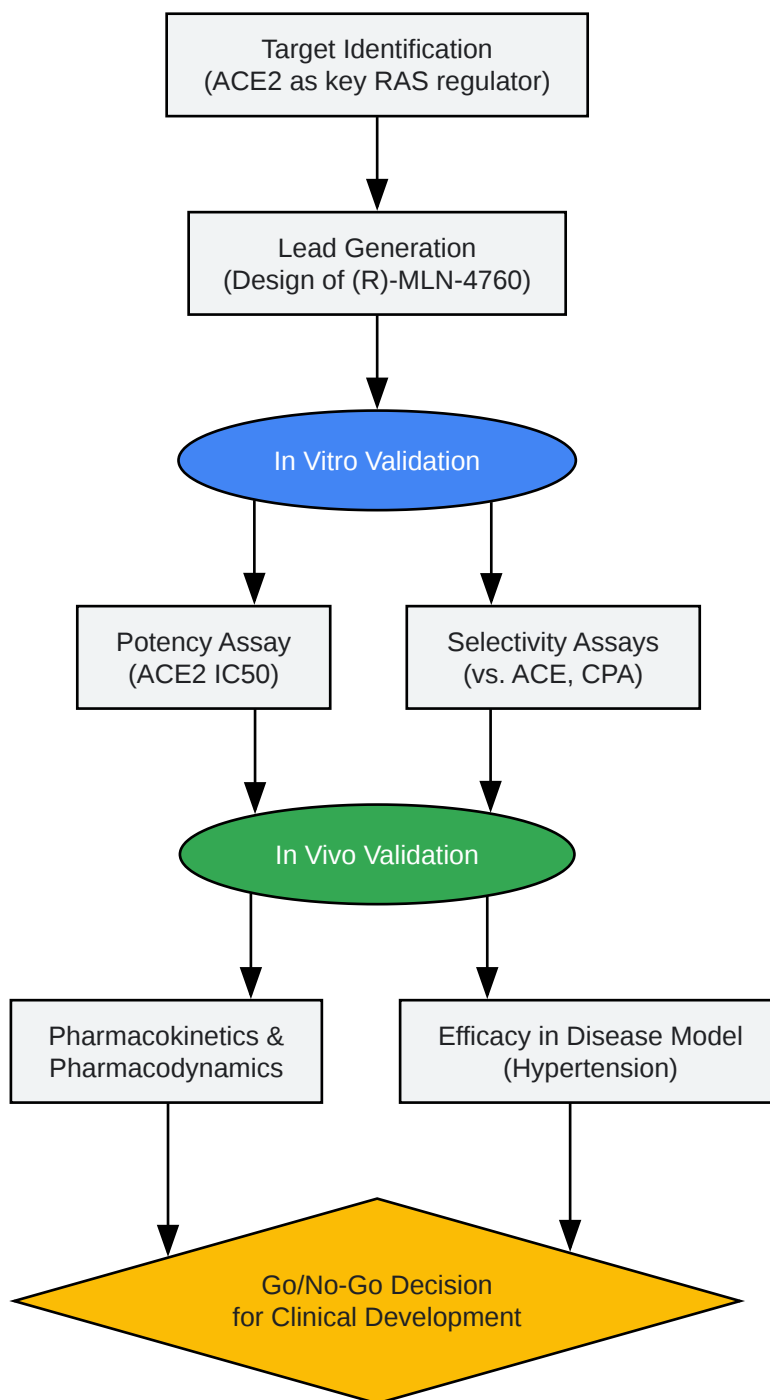 Target Identification
(ACE2 as key RAS regulator)
Lead Generation
(Design of (R)-MLN-4760)
In Vitro Validation
Potency Assay
(ACE2 IC50)
Selectivity Assays
(vs. ACE, CPA)
In Vivo Validation
Pharmacokinetics &
Pharmacodynamics
Efficacy in Disease Model
(Hypertension)
Go/No-Go Decision
for Clinical Development